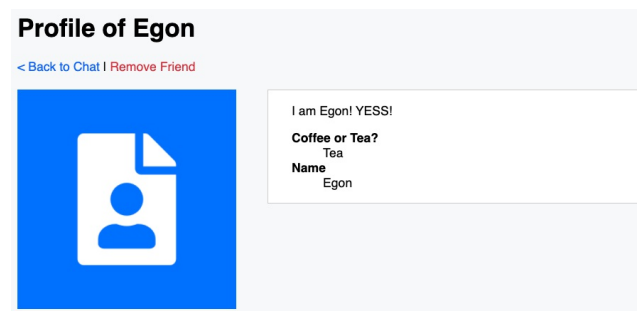 Profile of Egon
< Back to Chat | Remove Friend
I am Egon! YESS!
Coffee or Tea?
Tea
Name
Egon